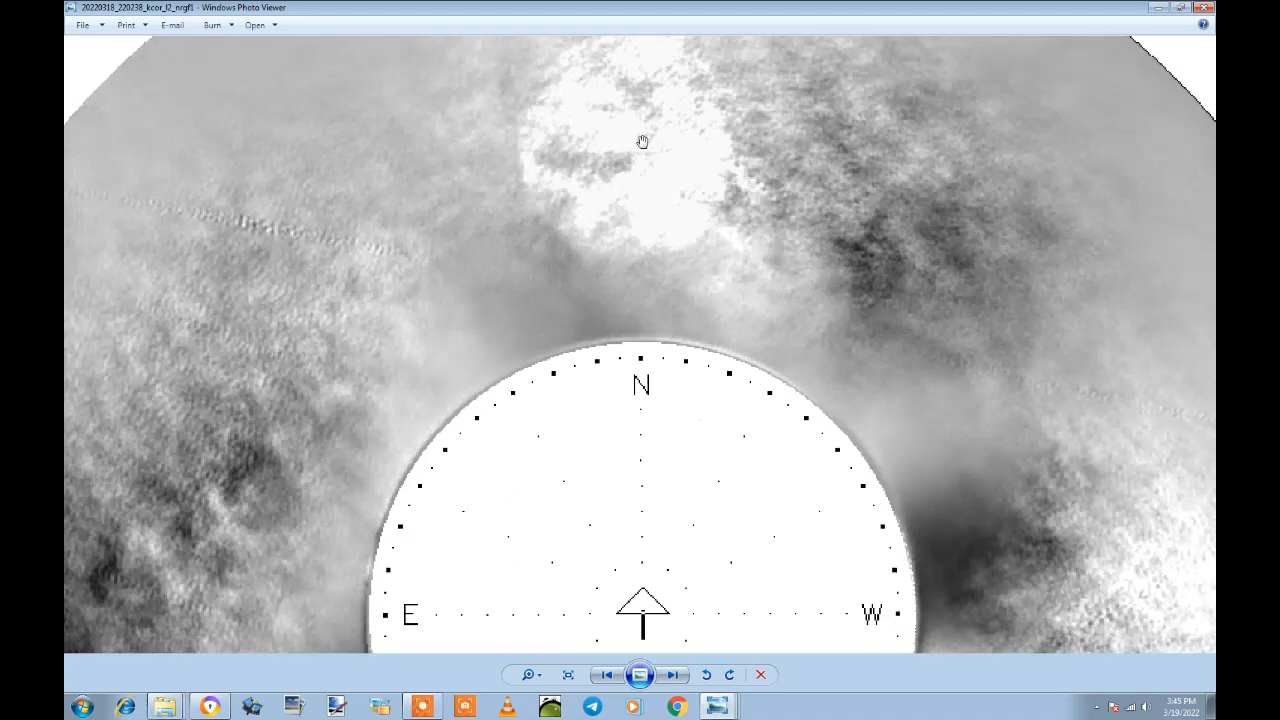 20220318_220238_kcor_l2_nrgf1 - Windows Photo Viewer
File Print E-mail Burn Open
N
E W
3:45 PM
3/19/2022